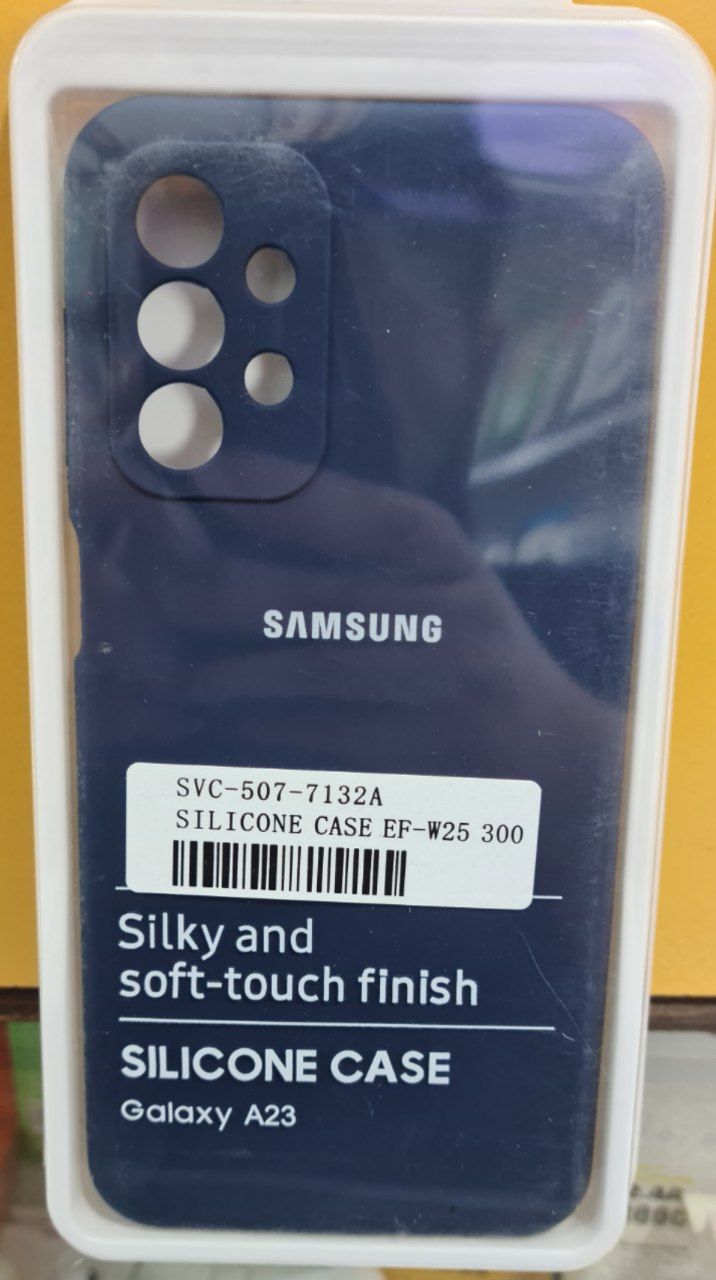 SAMSUNG
SVC-507-7132A
SILICONE CASE EF-W25 300
Silky and
soft-touch finish
SILICONE CASE
Galaxy A23